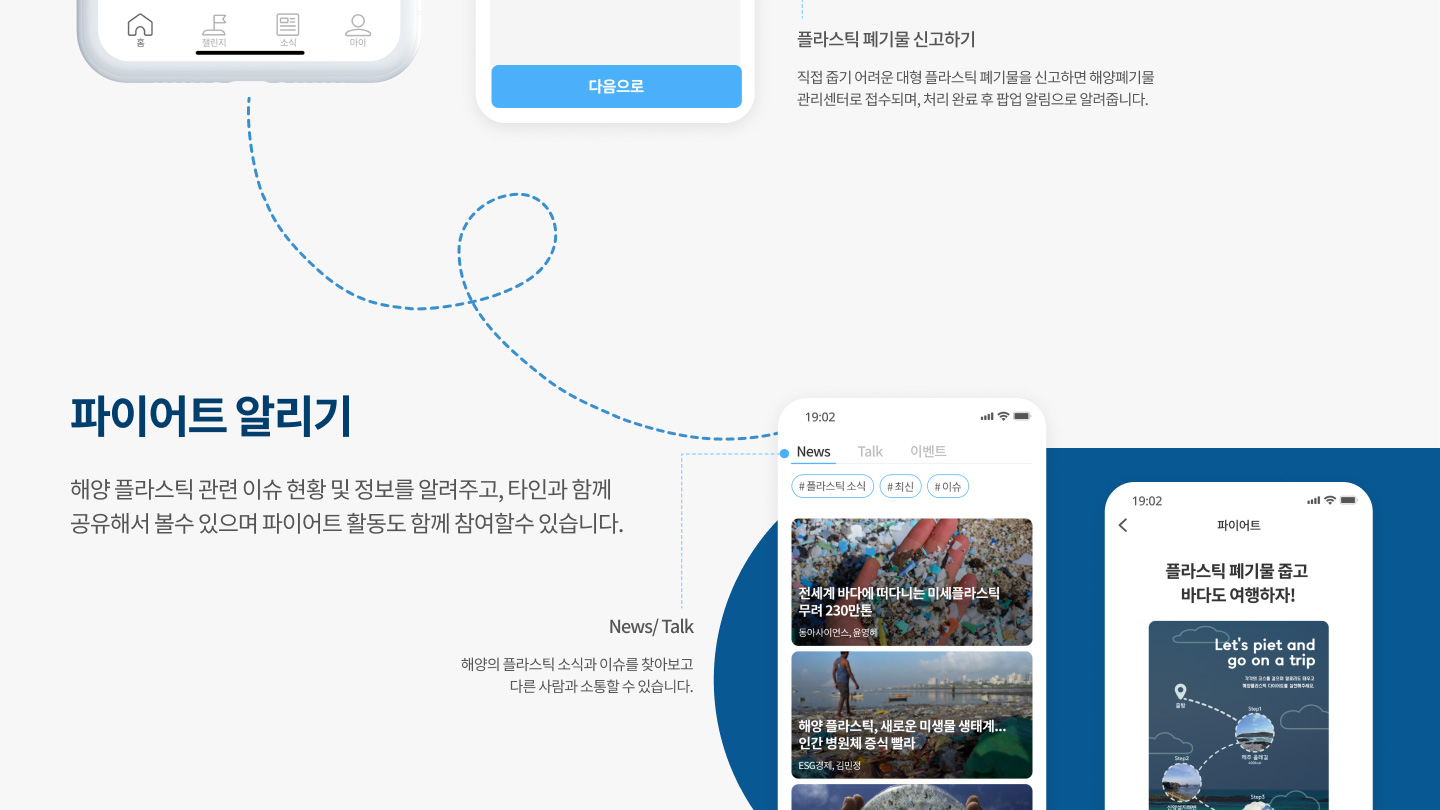 홈
챌린지
소식
마이
다음으로
플라스틱 폐기물 신고하기
직접 줍기 어려운 대형 플라스틱 폐기물을 신고하면 해양폐기물
관리센터로 접수되며, 처리 완료 후 팝업 알림으로 알려줍니다.
파이어트 알리기
해양 플라스틱 관련 이슈 현황 및 정보를 알려주고, 타인과 함께
공유해서 볼수 있으며 파이어트 활동도 함께 참여할수 있습니다.
News/ Talk
해양의 플라스틱 소식과 이슈를 찾아보고
다른 사람과 소통할 수 있습니다.
19:02
News
Talk
이벤트
# 플라스틱 소식
# 최신
# 이슈
전세계 바다에 떠다니는 미세플라스틱
무려 230만톤
동아사이언스, 윤영혜
해양 플라스틱, 새로운 미생물 생태계...
인간 병원체 증식 빨라
ESG경제, 김민정
19:02
파이어트
플라스틱 폐기물 줍고
바다도 여행하자!
Let's piet and
go on a trip
출발
Step1
제주 올레길
Step2
Step3